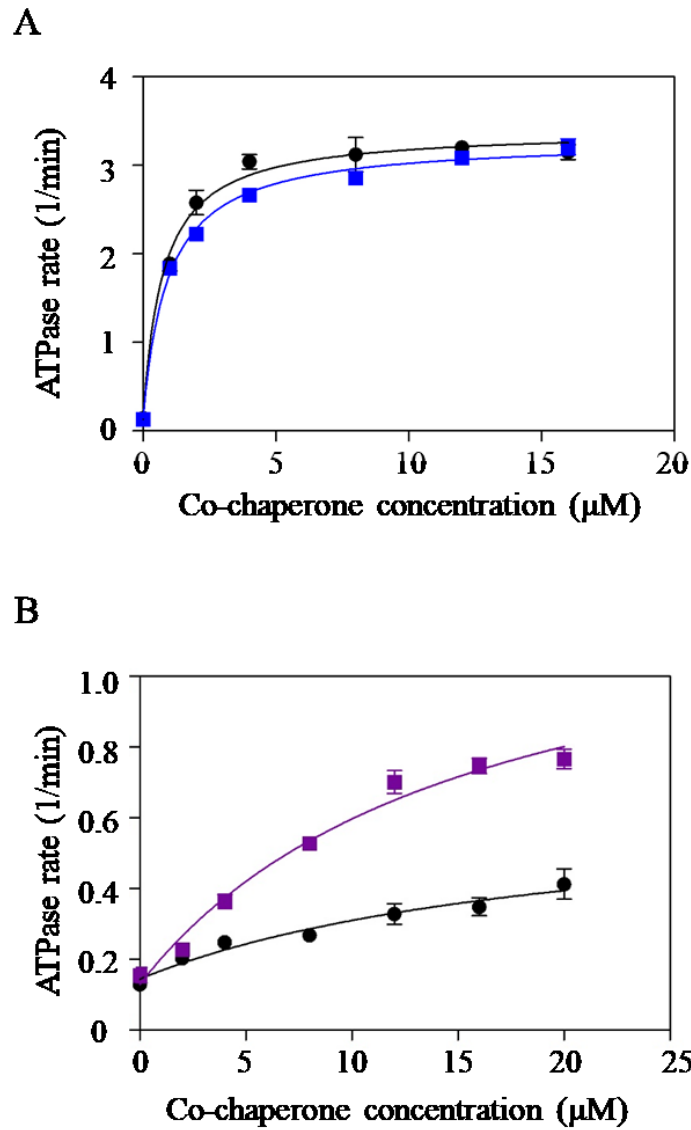 A
4
3
2
1
0
ATPase rate (1/min)
0 5 10 15 20
Co-chaperone concentration (µM)
B
1.0
0.8
0.6
0.4
0.2
0
ATPase rate (1/min)
0 5 10 15 20 25
Co-chaperone concentration (µM)